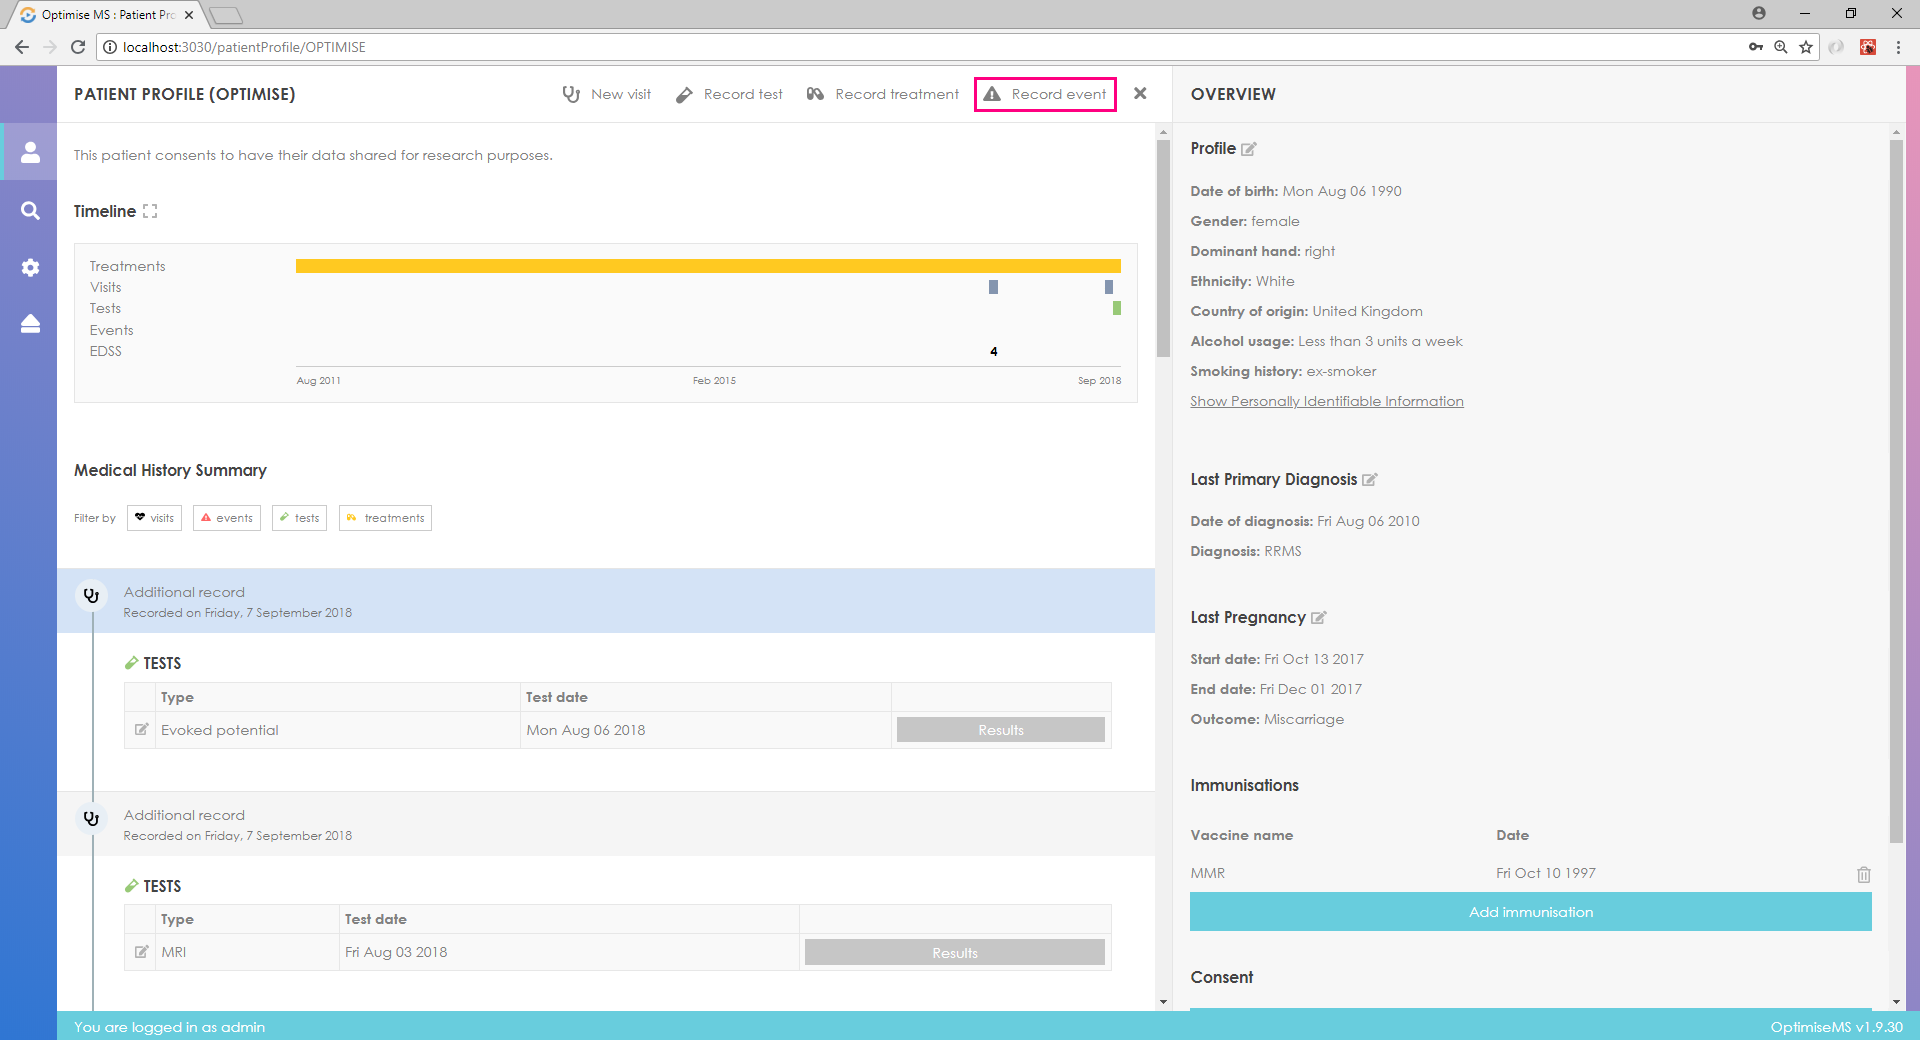 Optimise MS : Patient Pro
localhost:3030/patientProfile/OPTIMISE
PATIENT PROFILE (OPTIMISE)
New visit
Record test
Record treatment
Record event
This patient consents to have their data shared for research purposes.
Timeline
Treatments
Visits
Tests
Events
EDSS
4
Aug 2011
Feb 2015
Sep 2018
Medical History Summary
Filter by
visits
events
tests
treatments
Additional record
Recorded on Friday, 7 September 2018
TESTS
Type Test date
Evoked potential Mon Aug 06 2018 Results
Additional record
Recorded on Friday, 7 September 2018
TESTS
Type Test date
MRI Fri Aug 03 2018 Results
OVERVIEW
Profile
Date of birth: Mon Aug 06 1990
Gender: female
Dominant hand: right
Ethnicity: White
Country of origin: United Kingdom
Alcohol usage: Less than 3 units a week
Smoking history: ex-smoker
Show Personally Identifiable Information
Last Primary Diagnosis
Date of diagnosis: Fri Aug 06 2010
Diagnosis: RRMS
Last Pregnancy
Start date: Fri Oct 13 2017
End date: Fri Dec 01 2017
Outcome: Miscarriage
Immunisations
Vaccine name Date
MMR Fri Oct 10 1997
Add immunisation
Consent
You are logged in as admin
OptimiseMS v1.9.30